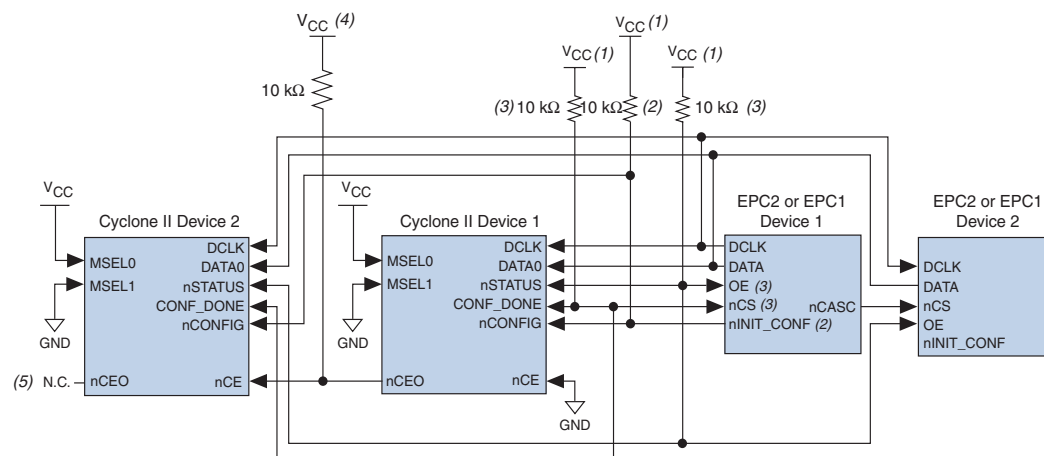 VCC (4)
VCC (1)
VCC (1)
VCC (1)
10 kΩ
(3) 10 kΩ
10 kΩ (2)
10 kΩ (3)
VCC
Cyclone II Device 2
MSEL0
MSEL1
GND
DCLK
DATA0
nSTATUS
CONF_DONE
nCONFIG
(5) N.C.
nCEO
nCE
VCC
Cyclone II Device 1
MSEL0
MSEL1
GND
DCLK
DATA0
nSTATUS
CONF_DONE
nCONFIG
nCEO
nCE
GND
EPC2 or EPC1
Device 1
DCLK
DATA
OE (3)
nCS (3)
nCASC
nINIT_CONF (2)
EPC2 or EPC1
Device 2
DCLK
DATA
nCS
OE
nINIT_CONF